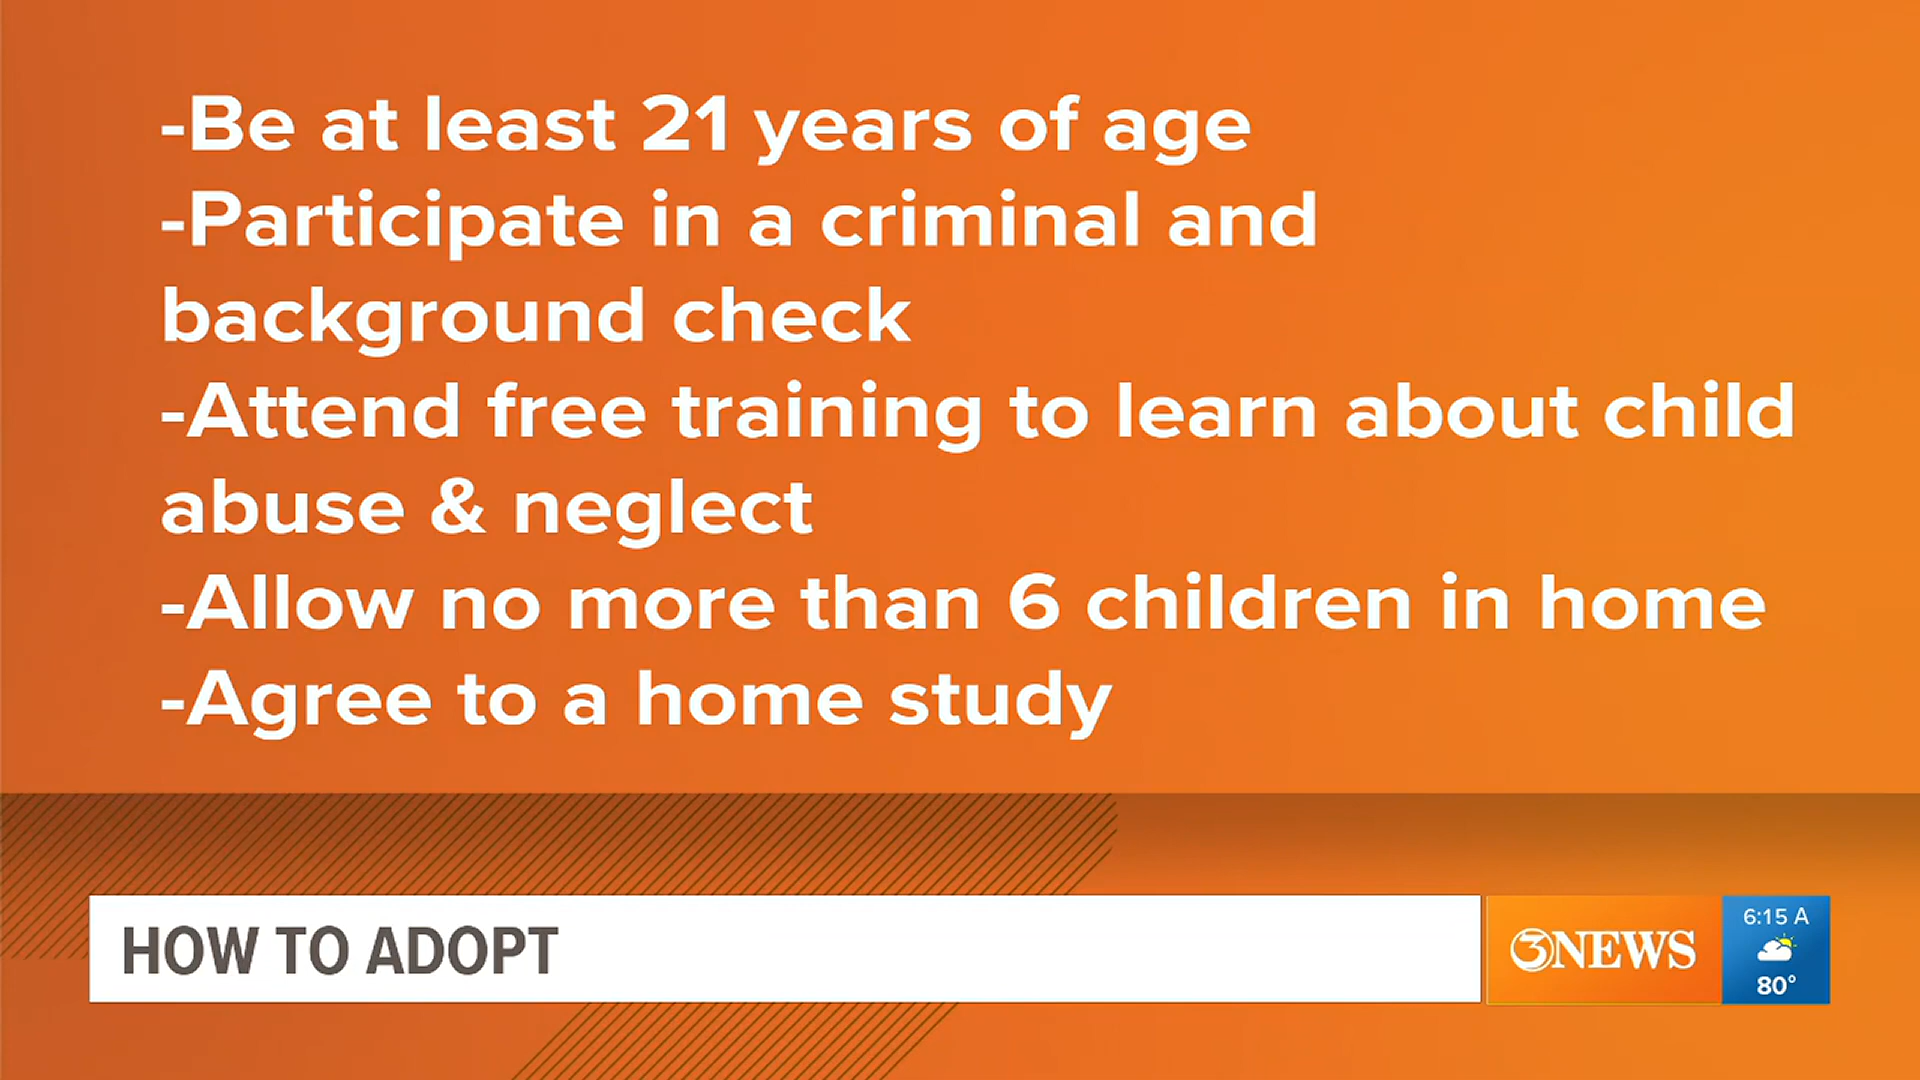 -Be at least 21 years of age
-Participate in a criminal and
background check
-Attend free training to learn about child
abuse & neglect
-Allow no more than 6 children in home
-Agree to a home study
HOW TO ADOPT
3NEWS
6:15 A
80°